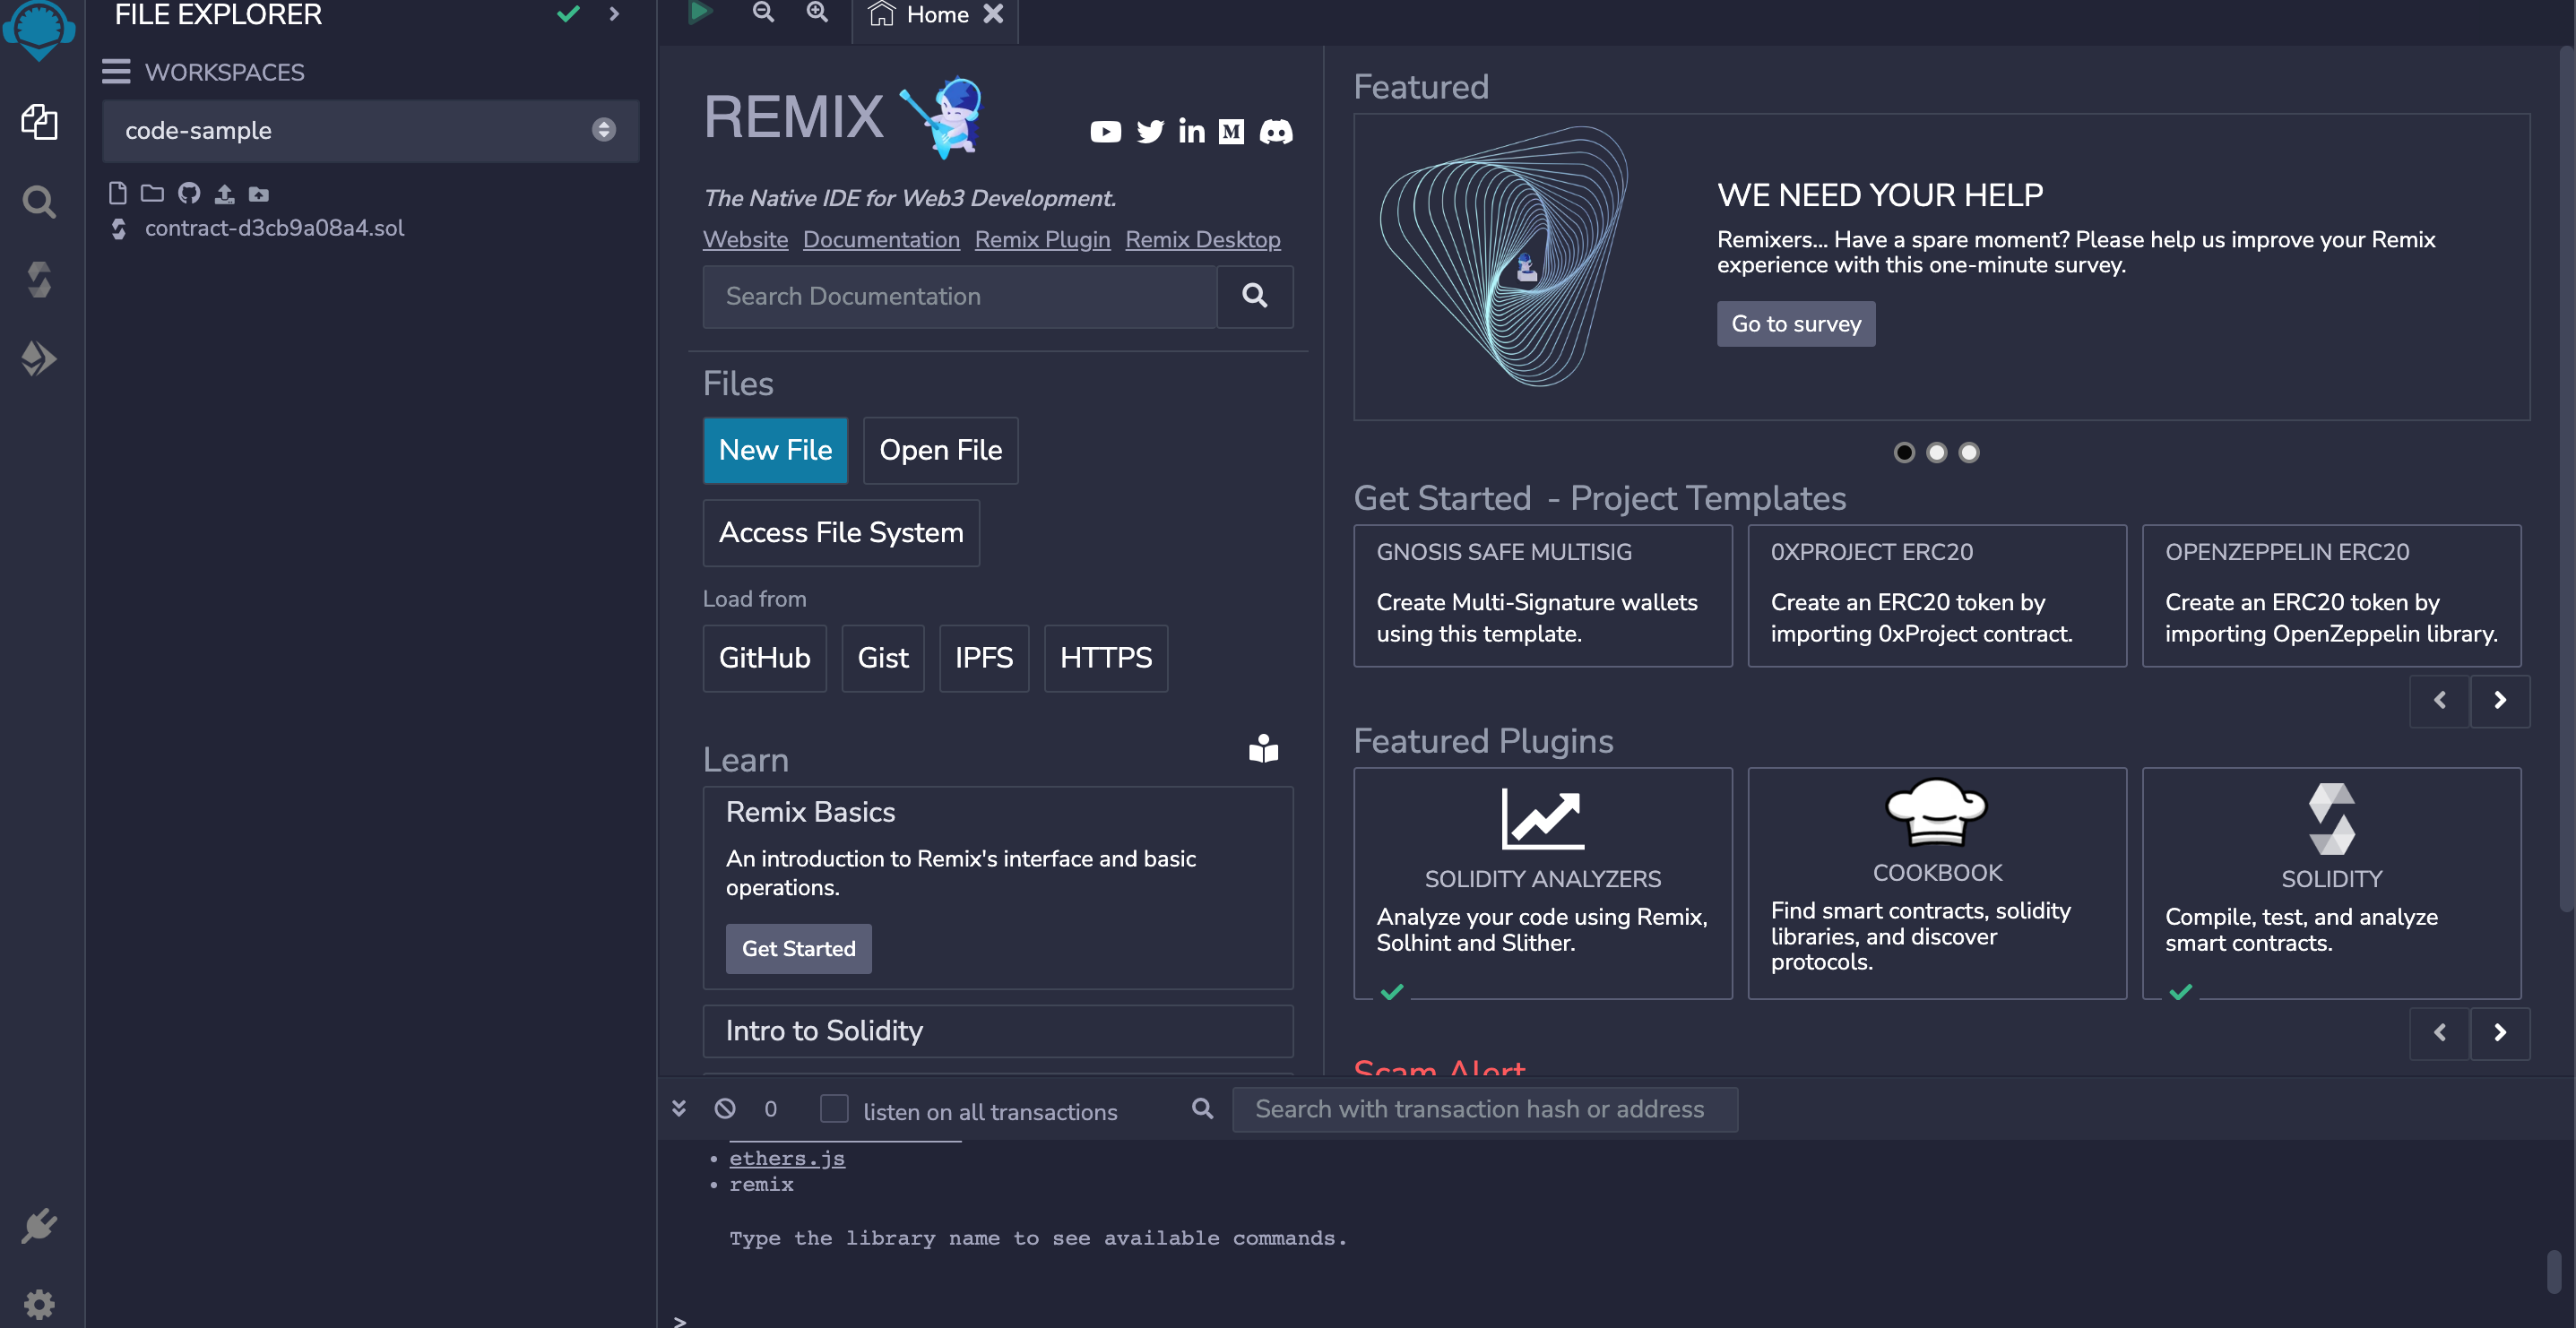 FILE EXPLORER
WORKSPACES
code-sample
contract-d3cb9a08a4.sol
Home
REMIX
The Native IDE for Web3 Development.
Website Documentation Remix Plugin Remix Desktop
Search Documentation
Files
New File
Open File
Access File System
Load from
GitHub
Gist
IPFS
HTTPS
Learn
Remix Basics
An introduction to Remix's interface and basic
operations.
Get Started
Intro to Solidity
Featured
WE NEED YOUR HELP
Remixers... Have a spare moment? Please help us improve your Remix
experience with this one-minute survey.
Go to survey
Get Started - Project Templates
GNOSIS SAFE MULTISIG
Create Multi-Signature wallets
using this template.
0XPROJECT ERC20
Create an ERC20 token by
importing 0xProject contract.
OPENZEPPELIN ERC20
Create an ERC20 token by
importing OpenZeppelin library.
Featured Plugins
SOLIDITY ANALYZERS
Analyze your code using Remix,
Solhint and Slither.
COOKBOOK
Find smart contracts, solidity
libraries, and discover
protocols.
SOLIDITY
Compile, test, and analyze
smart contracts.
Scam Alert
0
listen on all transactions
Search with transaction hash or address
• ethers.js
• remix
Type the library name to see available commands.
>